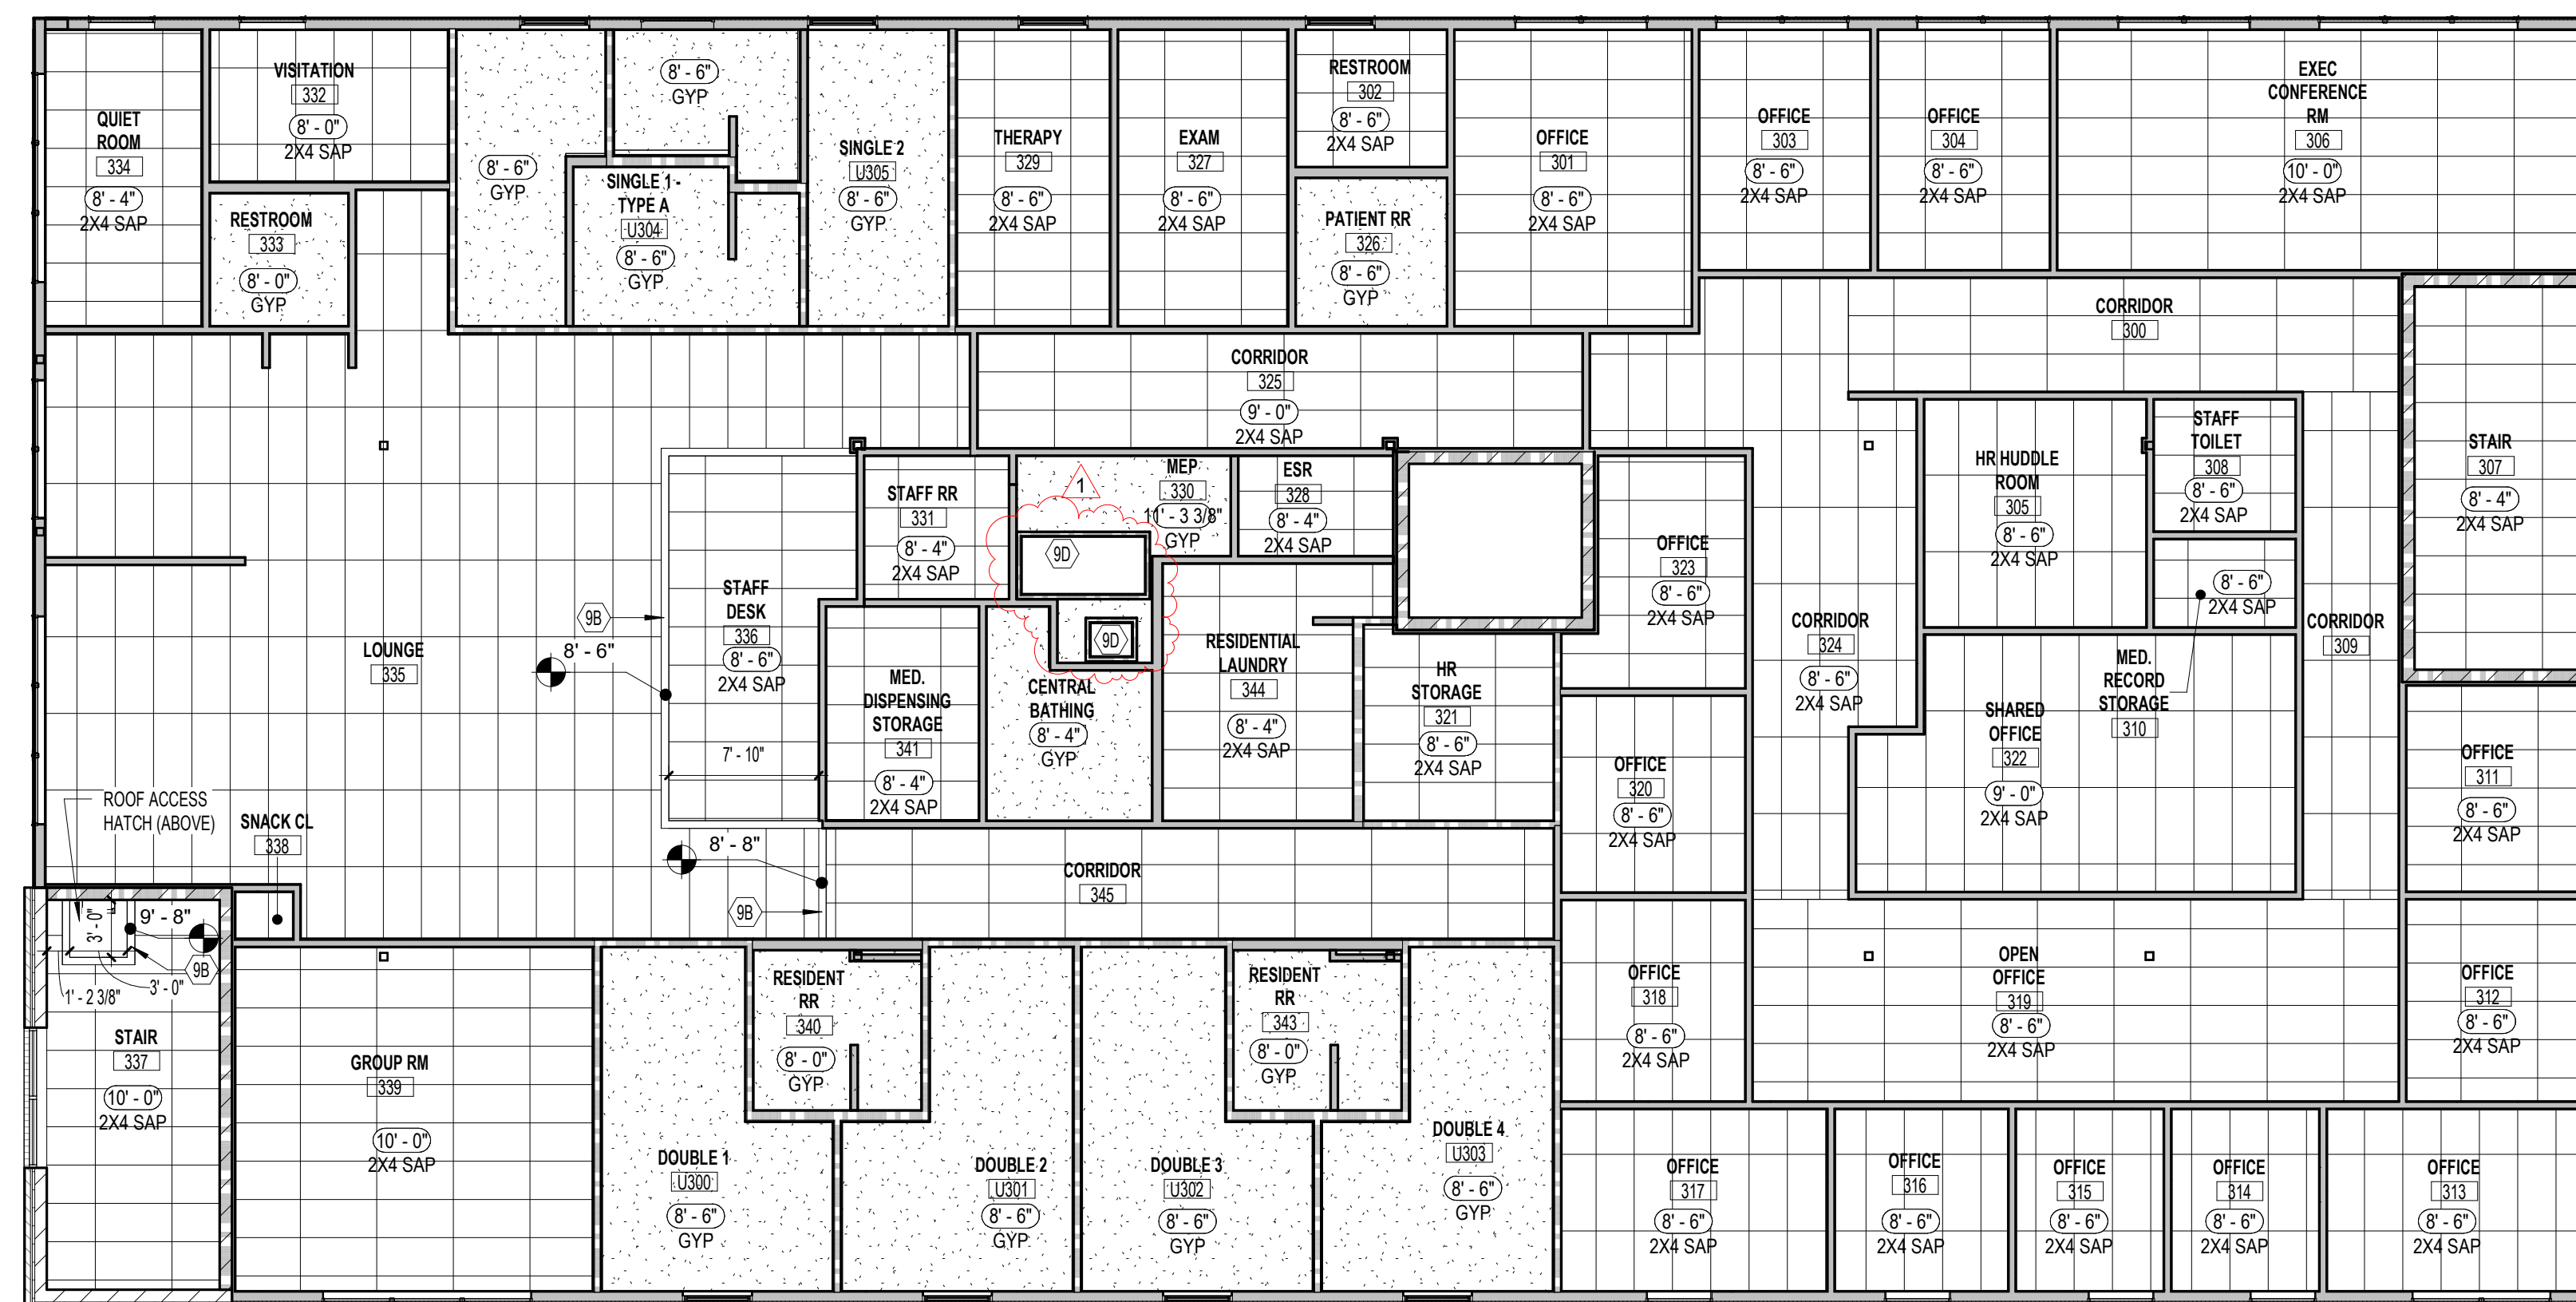 VISITATION
332
8' - 0"
2X4 SAP
QUIET
ROOM
334
8' - 4"
2X4 SAP
RESTROOM
333
8' - 0"
GYP
8' - 6"
GYP
8' - 6"
GYP
SINGLE 1 -
TYPE A
U304
8' - 6"
GYP
SINGLE 2
U305
8' - 6"
GYP
THERAPY
329
8' - 6"
2X4 SAP
EXAM
327
8' - 6"
2X4 SAP
RESTROOM
302
8' - 6"
2X4 SAP
PATIENT RR
326
8' - 6"
GYP
OFFICE
301
8' - 6"
2X4 SAP
OFFICE
303
8' - 6"
2X4 SAP
OFFICE
304
8' - 6"
2X4 SAP
EXEC
CONFERENCE
RM
306
10' - 0"
2X4 SAP
CORRIDOR
300
CORRIDOR
325
9' - 0"
2X4 SAP
STAFF RR
331
8' - 4"
2X4 SAP
1
MEP
330
11' - 3 3/8"
GYP
9D
9D
ESR
328
8' - 4"
2X4 SAP
OFFICE
323
8' - 6"
2X4 SAP
CORRIDOR
324
8' - 6"
2X4 SAP
HR HUDDLE
ROOM
305
8' - 6"
2X4 SAP
STAFF
TOILET
308
8' - 6"
2X4 SAP
8' - 6"
2X4 SAP
CORRIDOR
309
STAIR
307
8' - 4"
2X4 SAP
LOUNGE
335
9B
8' - 6"
STAFF
DESK
336
8' - 6"
2X4 SAP
7' - 10"
MED.
DISPENSING
STORAGE
341
8' - 4"
2X4 SAP
CENTRAL
BATHING
8' - 4"
GYP
RESIDENTIAL
LAUNDRY
344
8' - 4"
2X4 SAP
HR
STORAGE
321
8' - 6"
2X4 SAP
OFFICE
320
8' - 6"
2X4 SAP
SHARED
OFFICE
322
9' - 0"
2X4 SAP
MED.
RECORD
STORAGE
310
OFFICE
311
8' - 6"
2X4 SAP
ROOF ACCESS
HATCH (ABOVE)
SNACK CL
338
8' - 8"
9B
CORRIDOR
345
3' - 0"
9' - 8"
9B
1' - 2 3/8"
3' - 0"
STAIR
337
10' - 0"
2X4 SAP
GROUP RM
339
10' - 0"
2X4 SAP
RESIDENT
RR
340
8' - 0"
GYP
RESIDENT
RR
343
8' - 0"
GYP
DOUBLE 1
U300
8' - 6"
GYP
DOUBLE 2
U301
8' - 6"
GYP
DOUBLE 3
U302
8' - 6"
GYP
DOUBLE 4
U303
8' - 6"
GYP
OFFICE
318
8' - 6"
2X4 SAP
OPEN
OFFICE
319
8' - 6"
2X4 SAP
OFFICE
312
8' - 6"
2X4 SAP
OFFICE
317
8' - 6"
2X4 SAP
OFFICE
316
8' - 6"
2X4 SAP
OFFICE
315
8' - 6"
2X4 SAP
OFFICE
314
8' - 6"
2X4 SAP
OFFICE
313
8' - 6"
2X4 SAP